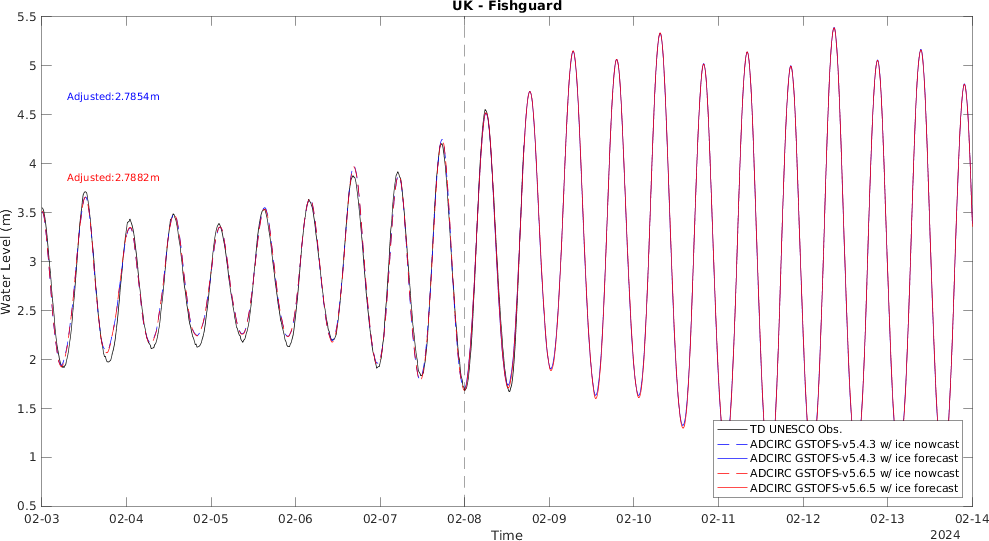 UK - Fishguard
5.5
5
4.5
4
3.5
3
2.5
2
1.5
1
0.5
Water Level (m)
Adjusted:2.7854m
Adjusted:2.7882m
TD UNESCO Obs.
ADCIRC GSTOFS-v5.4.3 w/ ice nowcast
ADCIRC GSTOFS-v5.4.3 w/ ice forecast
ADCIRC GSTOFS-v5.6.5 w/ ice nowcast
ADCIRC GSTOFS-v5.6.5 w/ ice forecast
02-03 02-04 02-05 02-06 02-07 02-08 02-09 02-10 02-11 02-12 02-13 02-14
Time
2024